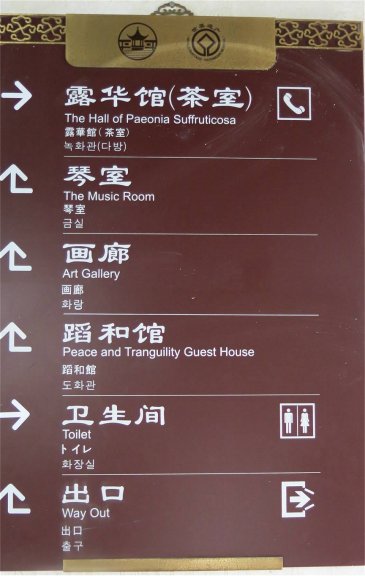 露华馆(茶室)
The Hall of Paeonia Suffruticosa
露華館(茶室)
녹화관(다방)
琴室
The Music Room
琴室
금실
画廊
Art Gallery
画廊
화랑
蹈和馆
Peace and Tranguility Guest House
蹈和館
도화관
卫生间
Toilet
トイレ
화장실
出口
Way Out
出口
출구